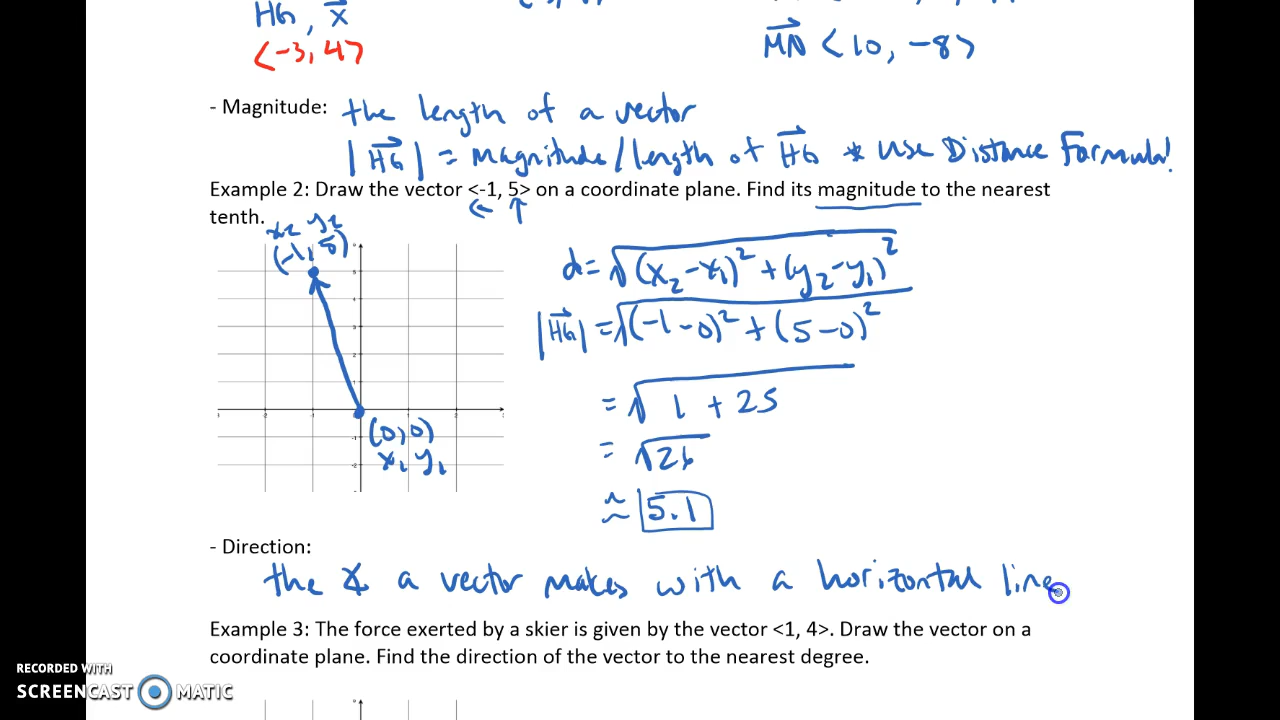 HG, x
<-3, 4>
MN <10, -8>
- Magnitude: the length of a vector
|HG| = magnitude/length of HG * Use Distance Formula!
Example 2: Draw the vector <-1, 5> on a coordinate plane. Find its magnitude to the nearest
tenth.
x₂ y₂
(-1, 5)
(0, 0)
x₁ y₁
d = √(x₂-x₁)² + (y₂-y₁)²
|HG| = √(-1-0)² + (5-0)²
= √1 + 25
= √26
≈ 5.1
- Direction:
the ∡ a vector makes with a horizontal line
Example 3: The force exerted by a skier is given by the vector <1, 4>. Draw the vector on a
coordinate plane. Find the direction of the vector to the nearest degree.
RECORDED WITH
SCREENCAST MATIC